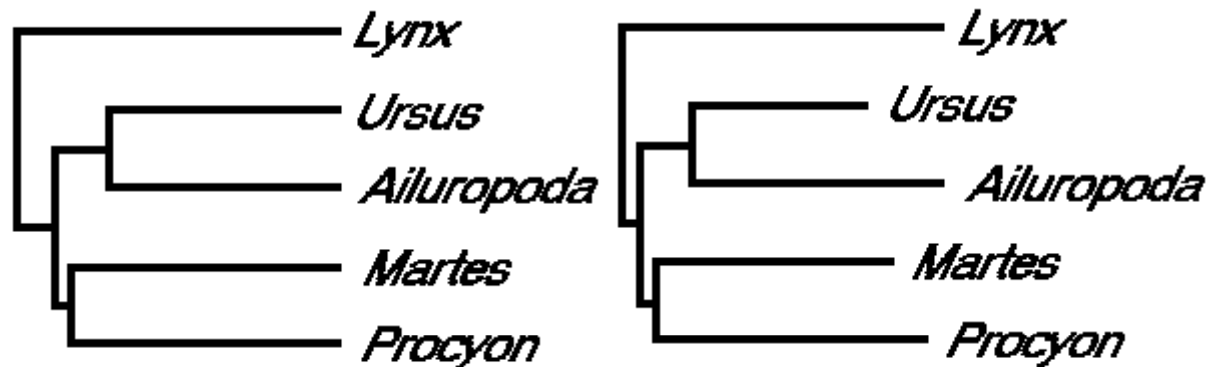 Lynx
Ursus
Ailuropoda
Martes
Procyon
Lynx
Ursus
Ailuropoda
Martes
Procyon